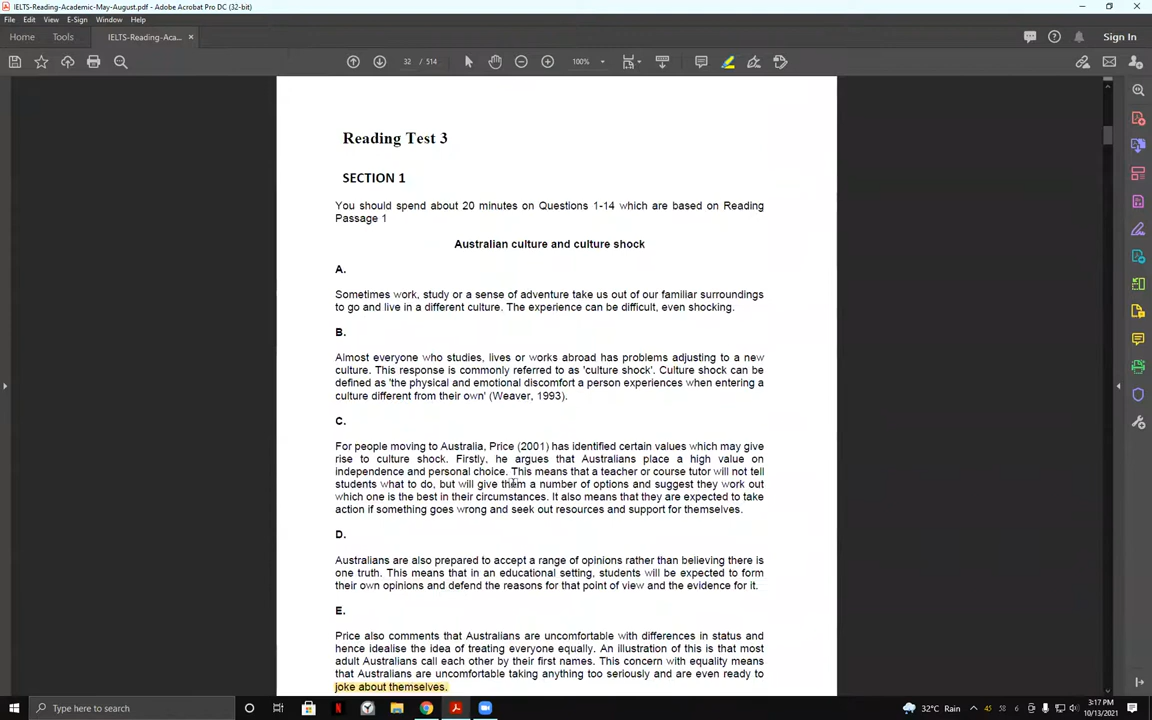 IELTS-Reading-Academic-May-August.pdf - Adobe Acrobat Pro DC (32-bit)
File Edit View E-Sign Window Help
Home Tools IELTS-Reading-Aca... × Sign In
32 / 514 100%
Reading Test 3
SECTION 1
You should spend about 20 minutes on Questions 1-14 which are based on Reading
Passage 1
Australian culture and culture shock
A.
Sometimes work, study or a sense of adventure take us out of our familiar surroundings
to go and live in a different culture. The experience can be difficult, even shocking.
B.
Almost everyone who studies, lives or works abroad has problems adjusting to a new
culture. This response is commonly referred to as 'culture shock'. Culture shock can be
defined as 'the physical and emotional discomfort a person experiences when entering a
culture different from their own' (Weaver, 1993).
C.
For people moving to Australia, Price (2001) has identified certain values which may give
rise to culture shock. Firstly, he argues that Australians place a high value on
independence and personal choice. This means that a teacher or course tutor will not tell
students what to do, but will give them a number of options and suggest they work out
which one is the best in their circumstances. It also means that they are expected to take
action if something goes wrong and seek out resources and support for themselves.
D.
Australians are also prepared to accept a range of opinions rather than believing there is
one truth. This means that in an educational setting, students will be expected to form
their own opinions and defend the reasons for that point of view and the evidence for it.
E.
Price also comments that Australians are uncomfortable with differences in status and
hence idealise the idea of treating everyone equally. An illustration of this is that most
adult Australians call each other by their first names. This concern with equality means
that Australians are uncomfortable taking anything too seriously and are even ready to
joke about themselves.
Type here to search
32°C Rain 45 58 6
3:17 PM
10/13/2021